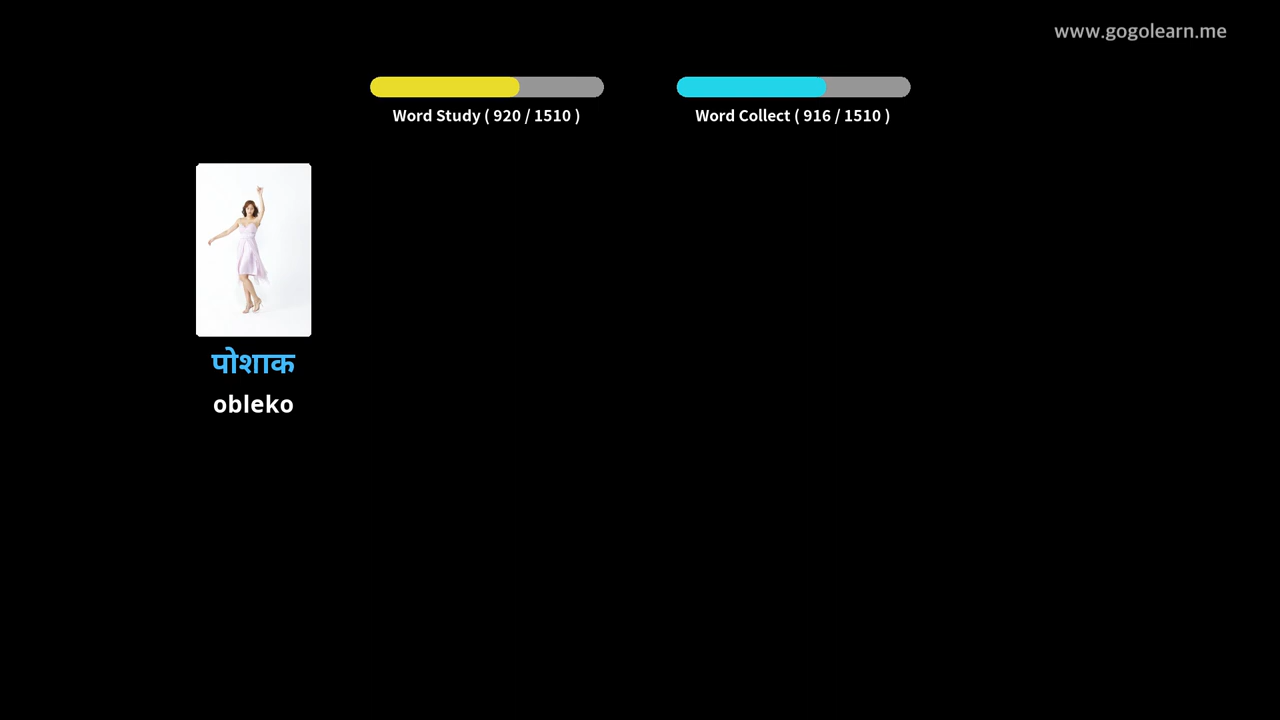 www.gogolearn.me
Word Study ( 920 / 1510 )
Word Collect ( 916 / 1510 )
पोशाक
obleko